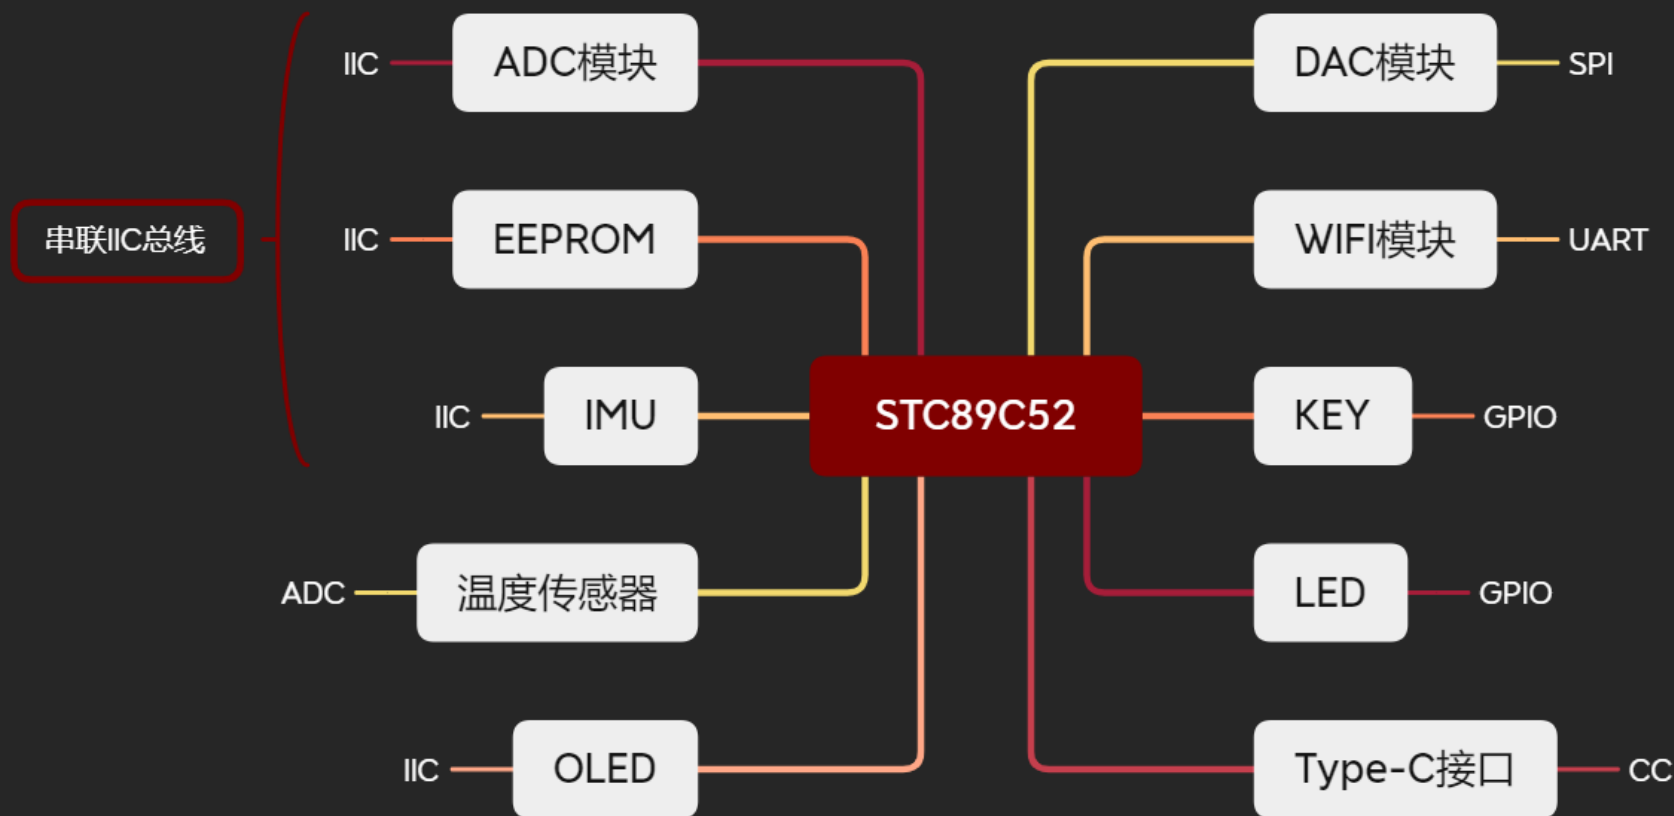 串联IIC总线
IIC
ADC模块
IIC
EEPROM
IIC
IMU
ADC
温度传感器
IIC
OLED
STC89C52
DAC模块
SPI
WIFI模块
UART
KEY
GPIO
LED
GPIO
Type-C接口
CC